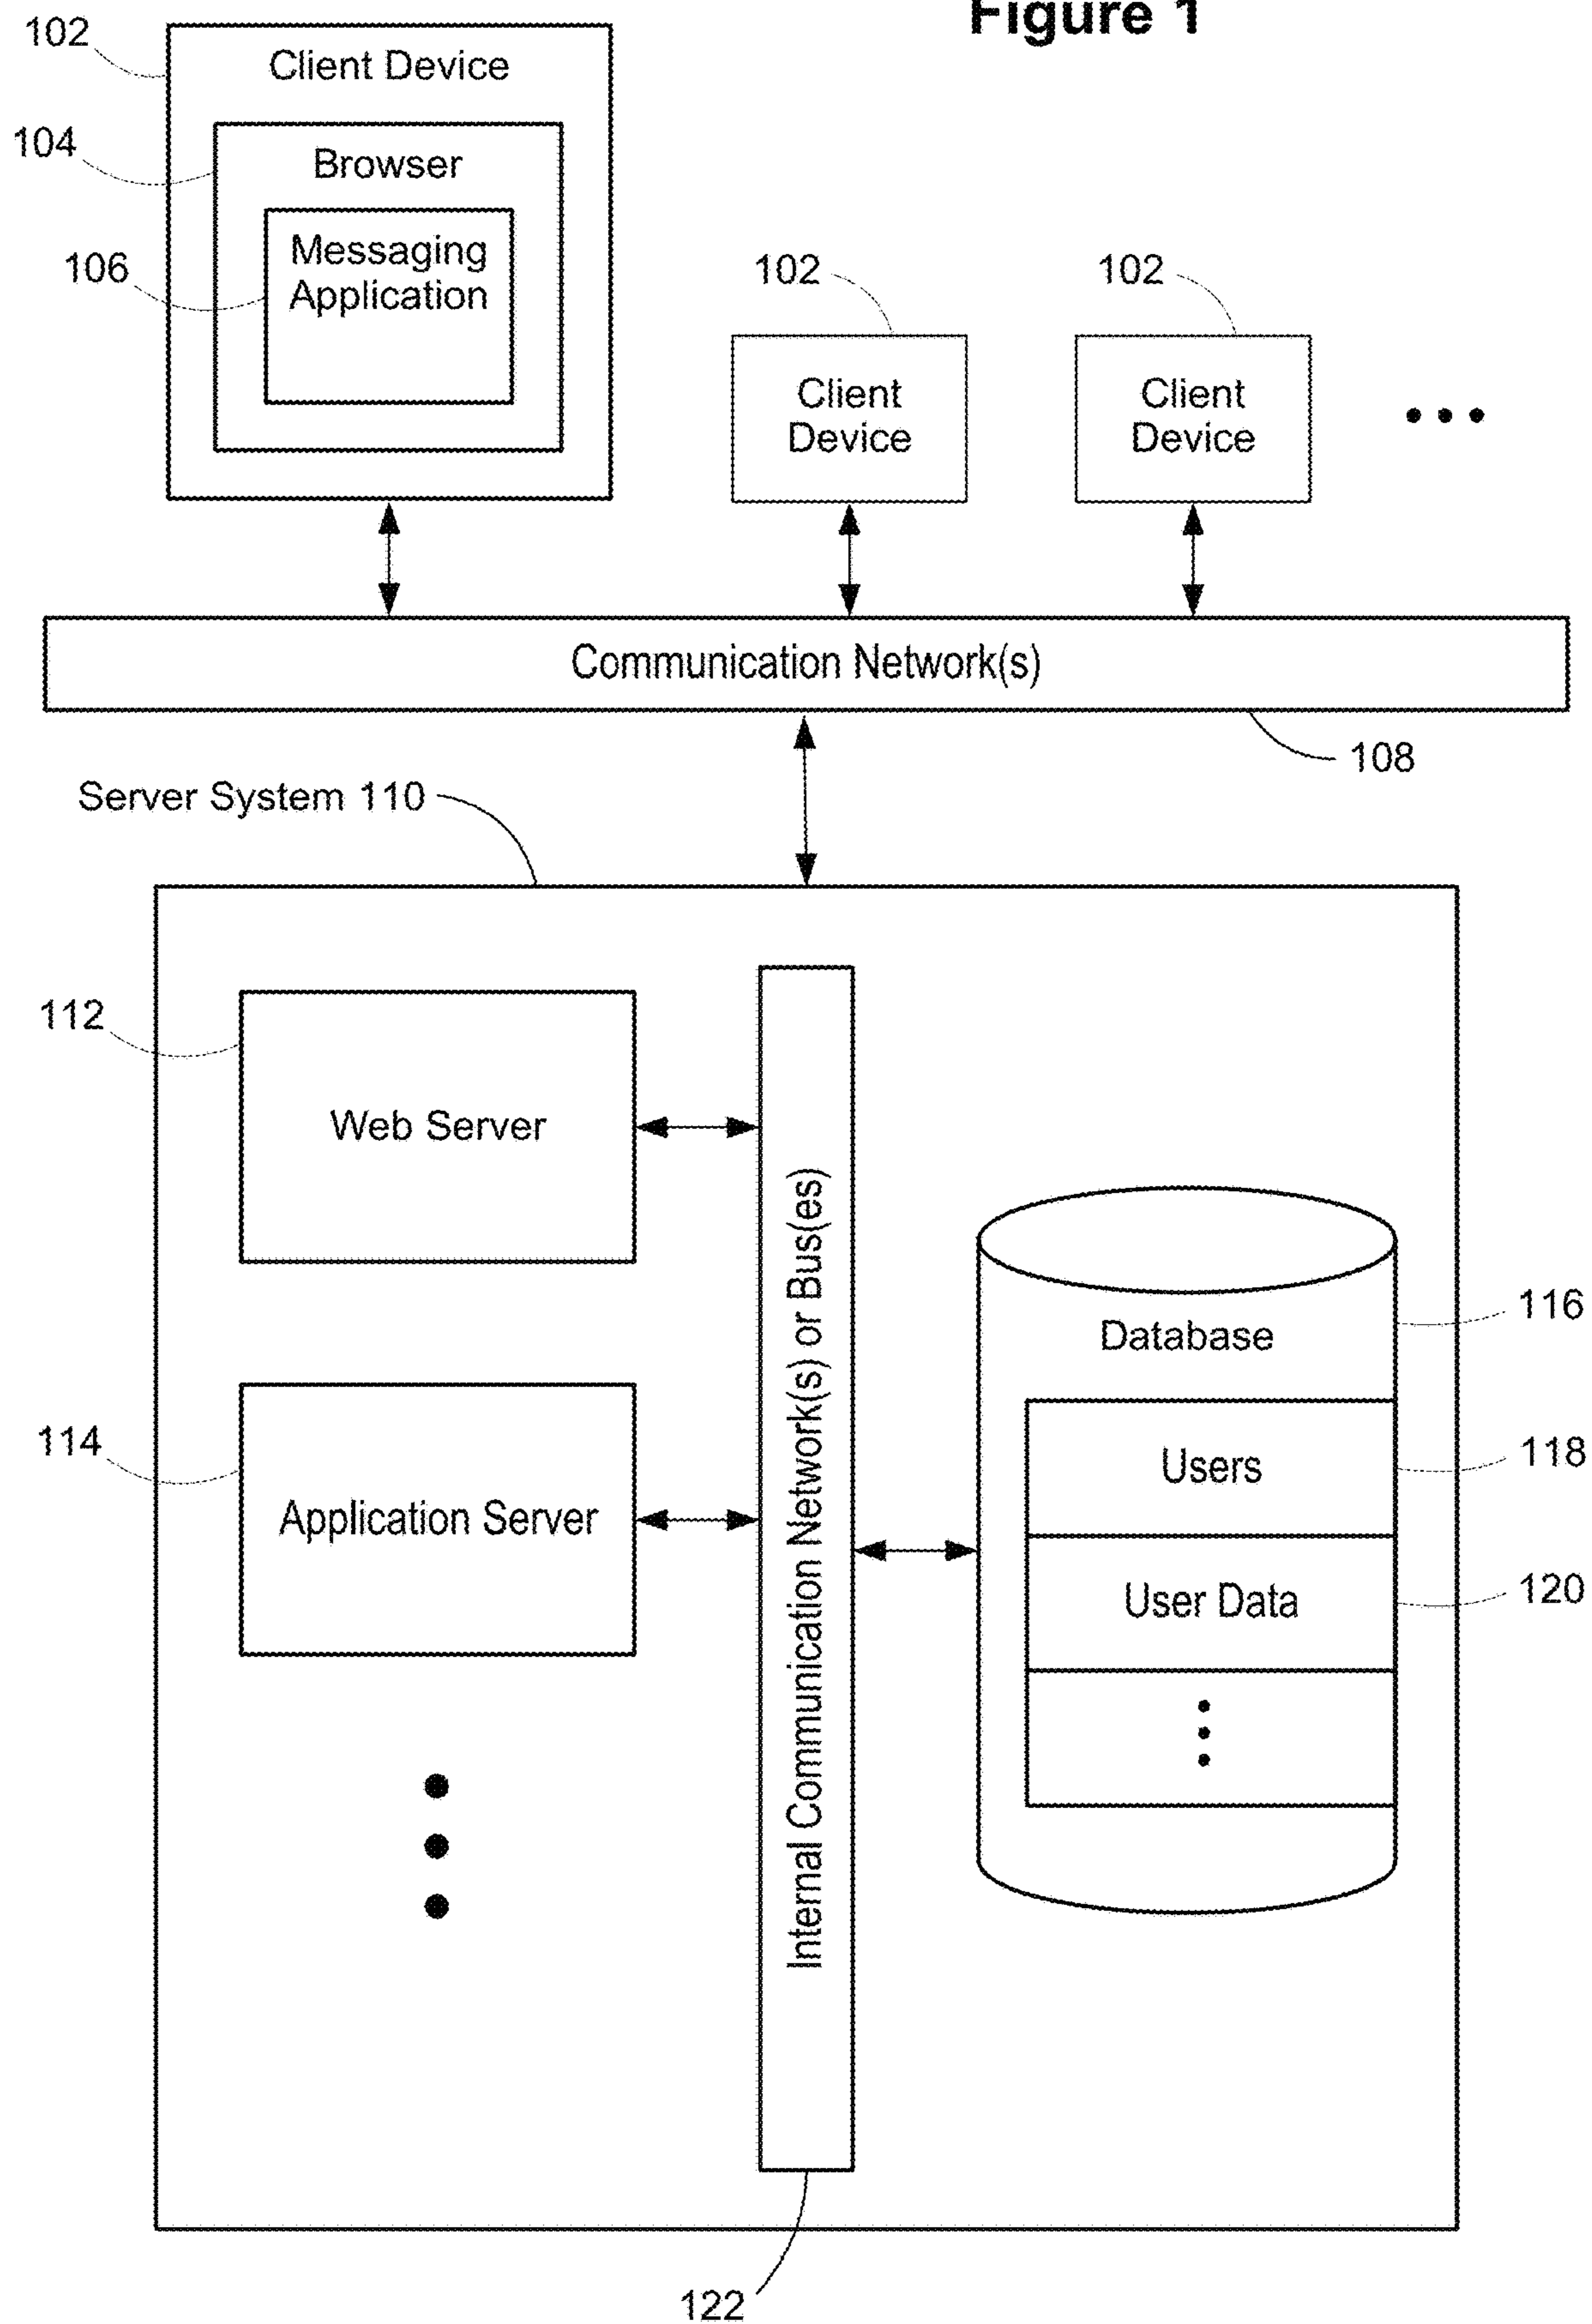 Figure 1
102
Client Device
104
Browser
106
Messaging
Application
102
102
Client
Device
Client
Device
Communication Network(s)
108
Server System 110
112
Web Server
Internal Communication Network(s) or Bus(es)
116
Database
114
Application Server
Users
118
User Data
120
122